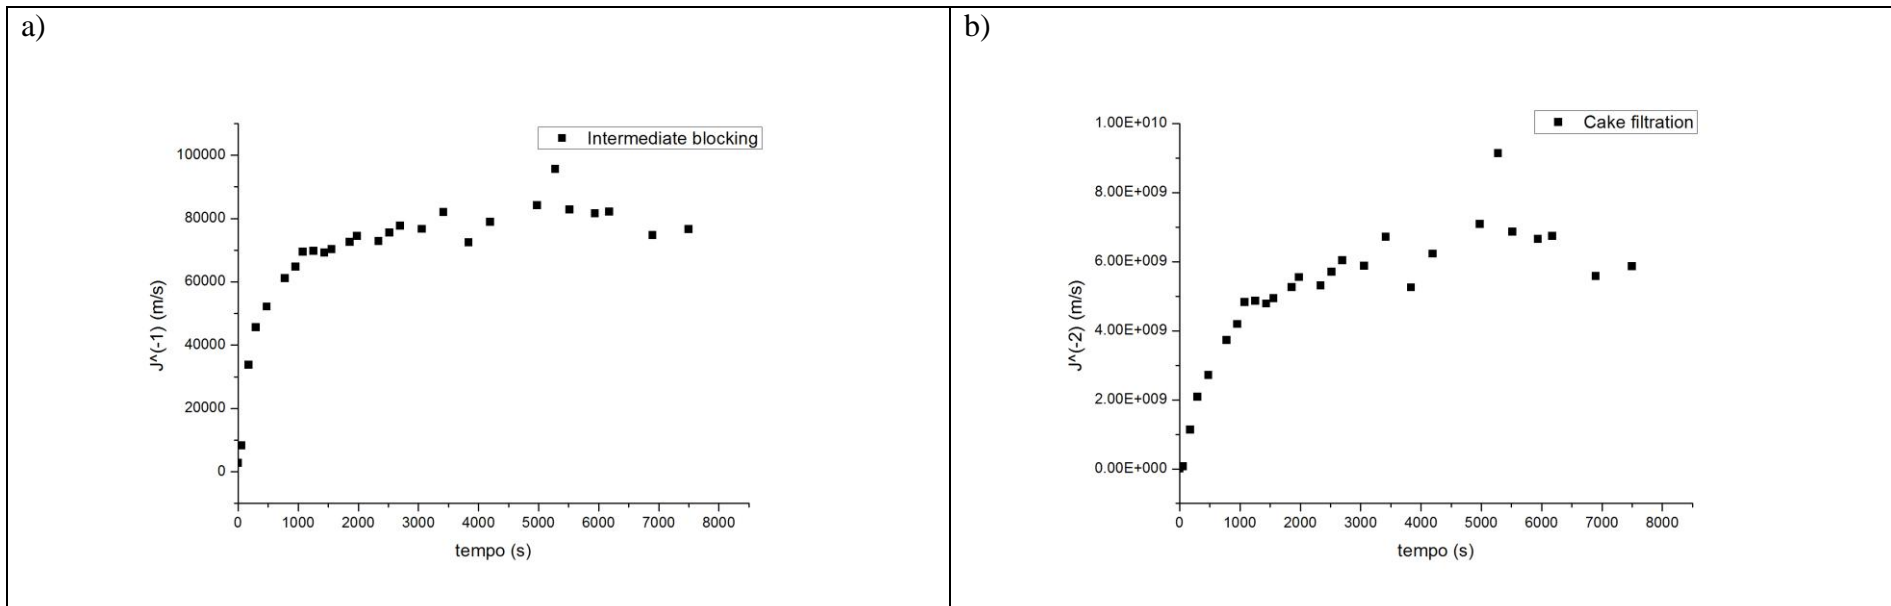 a)
Intermediate blocking
100000
80000
60000
40000
20000
0
J^(-1) (m/s)
0 1000 2000 3000 4000 5000 6000 7000 8000
tempo (s)
b)
Cake filtration
1.00E+010
8.00E+009
6.00E+009
4.00E+009
2.00E+009
0.00E+000
J^(-2) (m/s)
0 1000 2000 3000 4000 5000 6000 7000 8000
tempo (s)